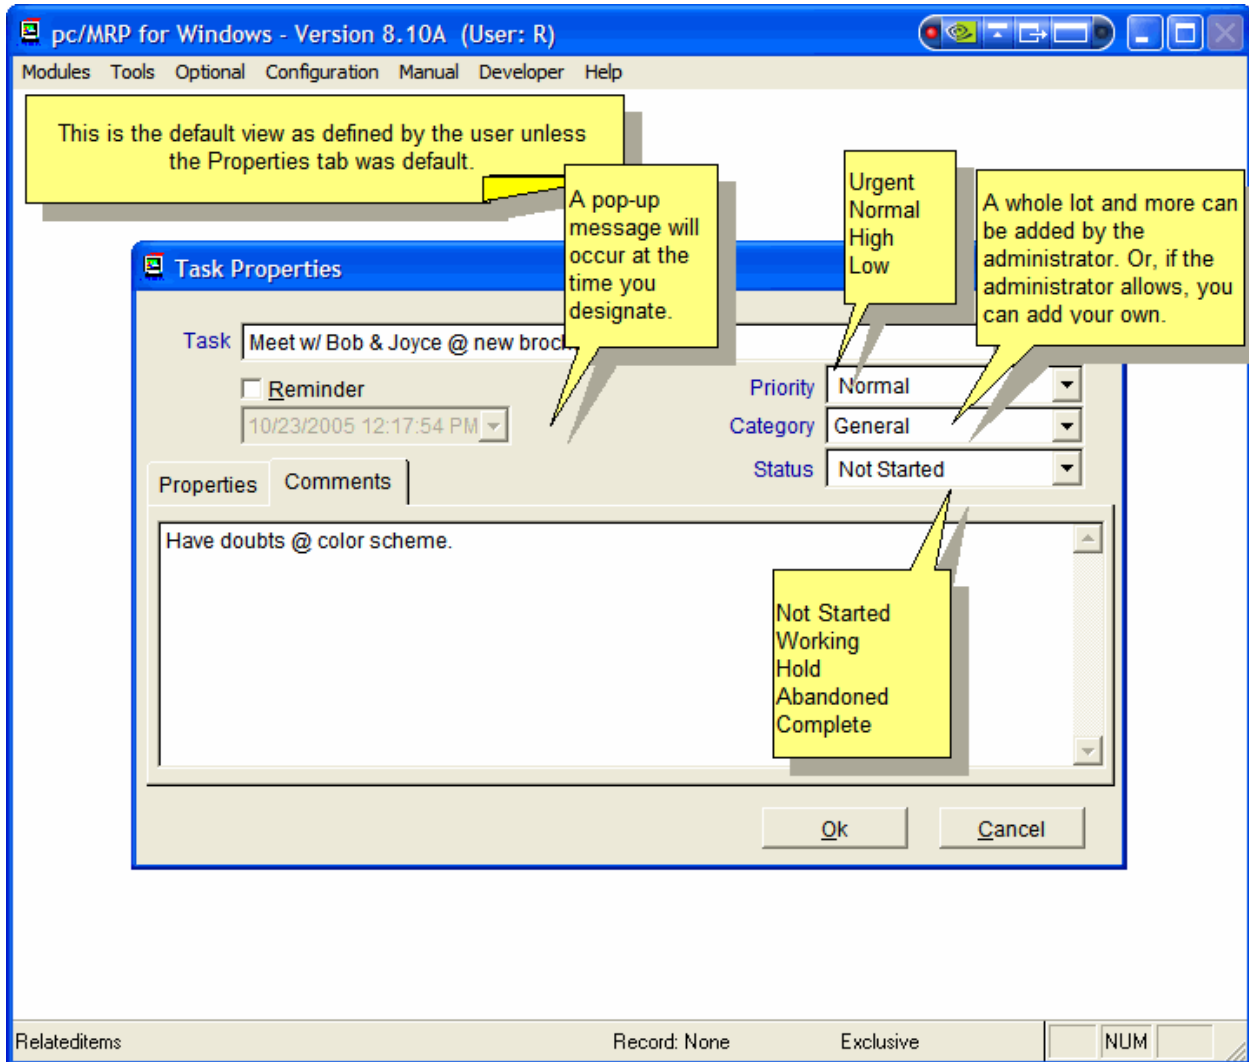 pc/MRP for Windows - Version 8.10A (User: R)
Modules Tools Optional Configuration Manual Developer Help
This is the default view as defined by the user unless
the Properties tab was default.
A pop-up
message will
occur at the
time you
designate.
Urgent
Normal
High
Low
A whole lot and more can
be added by the
administrator. Or, if the
administrator allows, you
can add your own.
Task Properties
Task Meet w/ Bob & Joyce @ new
Reminder
10/23/2005 12:17:54 PM
Priority Normal
Category General
Status Not Started
Properties Comments
Have doubts @ color scheme.
Not Started
Working
Hold
Abandoned
Complete
Ok Cancel
Relateditems Record: None Exclusive NUM